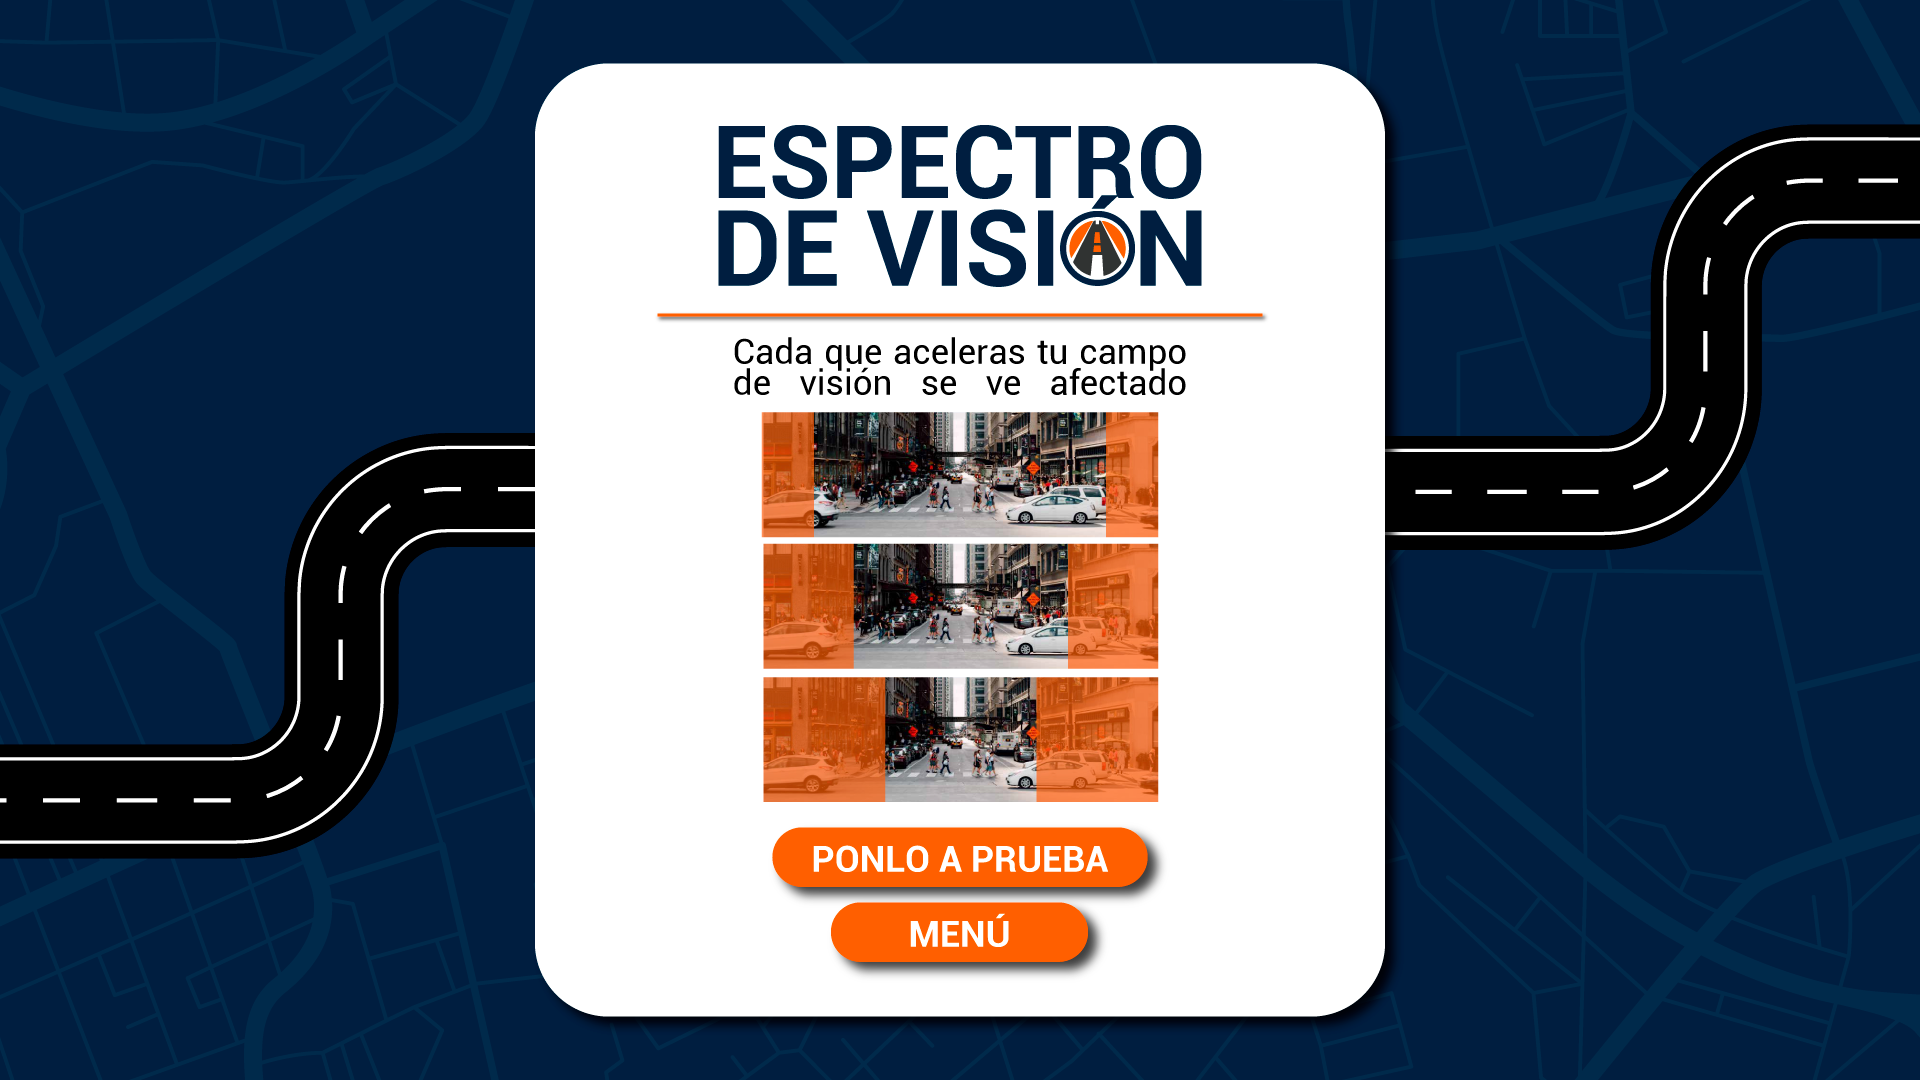 ESPECTRO
DE VISIÓN
Cada que aceleras tu campo
de visión se ve afectado
PONLO A PRUEBA
MENÚ